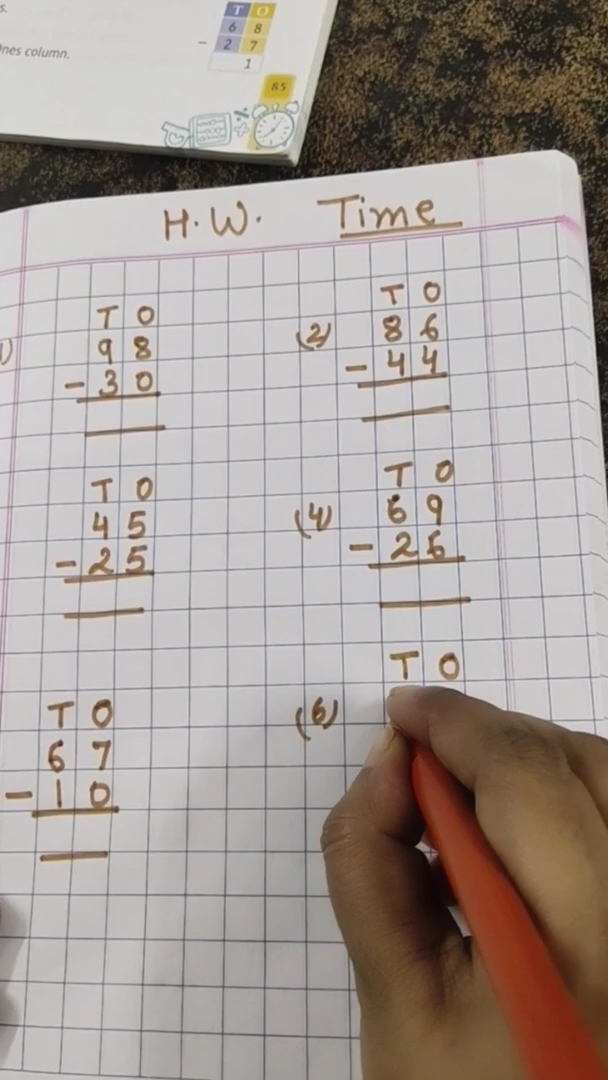 s.
Ones column.
T O
6 8
- 2 7
1
85
H.W. Time
T O
9 8
- 3 0
(2)
T O
8 6
- 4 4
T O
4 5
- 2 5
(4)
T O
6 9
- 2 6
T O
6 7
- 1 0
(6)
T O